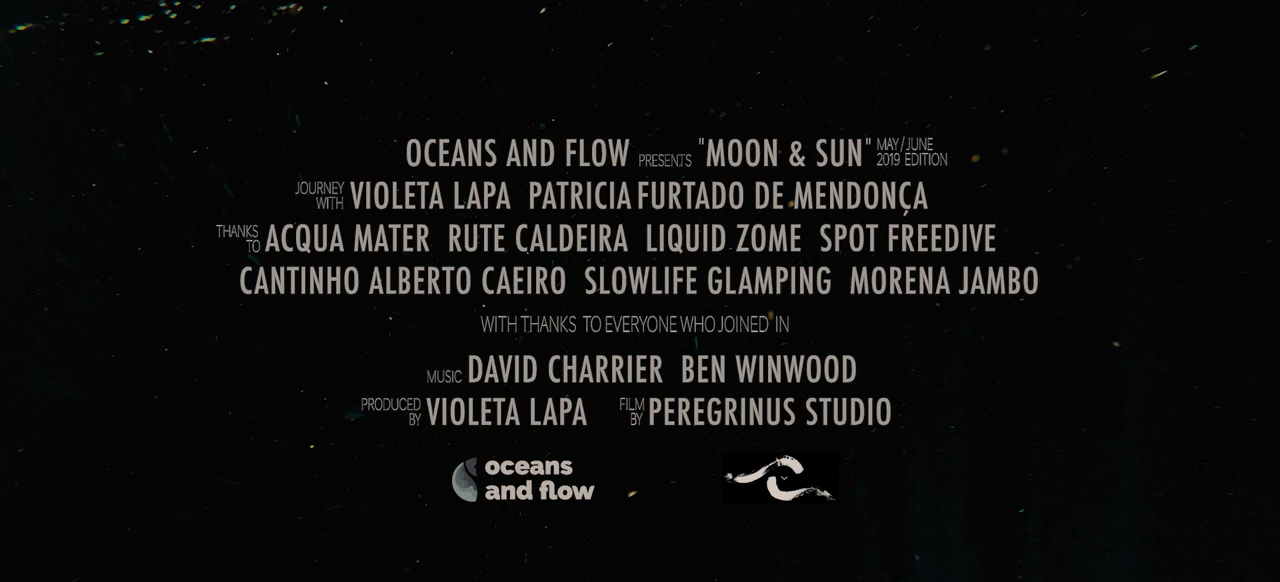 OCEANS AND FLOW PRESENTS "MOON & SUN" MAY/JUNE 2019 EDITION
JOURNEY WITH VIOLETA LAPA PATRICIA FURTADO DE MENDONÇA
THANKS TO ACQUA MATER RUTE CALDEIRA LIQUID ZOME SPOT FREEDIVE
CANTINHO ALBERTO CAEIRO SLOWLIFE GLAMPING MORENA JAMBO
WITH THANKS TO EVERYONE WHO JOINED IN
MUSIC DAVID CHARRIER BEN WINWOOD
PRODUCED BY VIOLETA LAPA FILM BY PEREGRINUS STUDIO
oceans
and flow